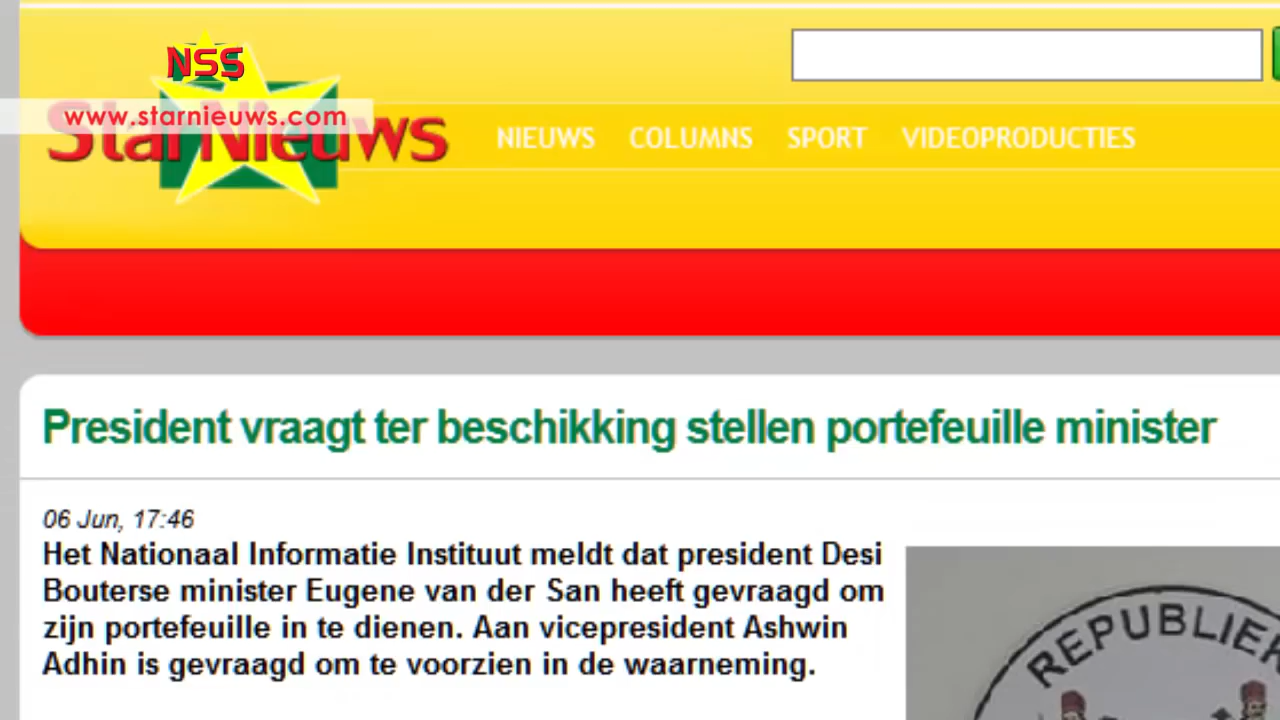 NSS
www.starnieuws.com
StarNieuws
NIEUWS COLUMNS SPORT VIDEOPRODUCTIES
President vraagt ter beschikking stellen portefeuille minister
06 Jun, 17:46
Het Nationaal Informatie Instituut meldt dat president Desi
Bouterse minister Eugene van der San heeft gevraagd om
zijn portefeuille in te dienen. Aan vicepresident Ashwin
Adhin is gevraagd om te voorzien in de waarneming.
REPUBLIEK